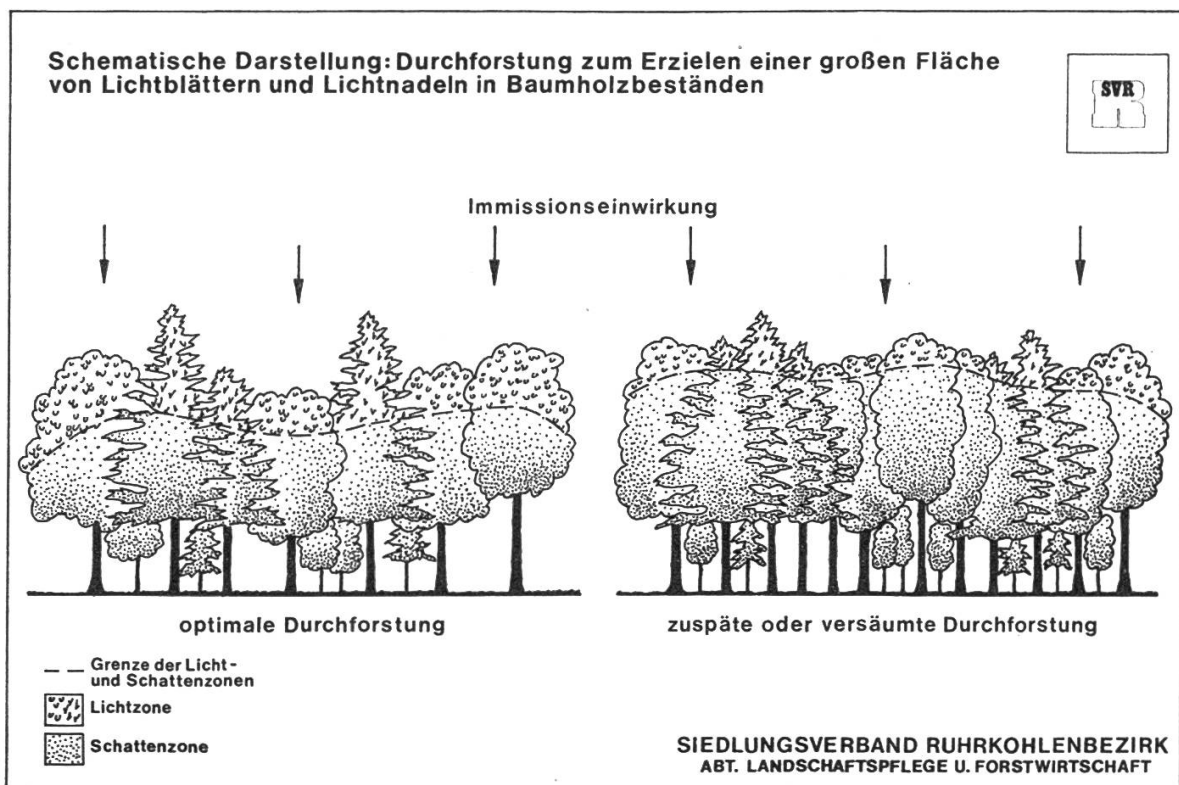 Schematische Darstellung: Durchforstung zum Erzielen einer großen Fläche
von Lichtblättern und Lichtnadeln in Baumholzbeständen
SVR
Immissionseinwirkung
optimale Durchforstung
zuspäte oder versäumte Durchforstung
Grenze der Licht-
und Schattenzonen
Lichtzone
Schattenzone
SIEDLUNGSVERBAND RUHRKOHLENBEZIRK
ABT. LANDSCHAFTSPFLEGE U. FORSTWIRTSCHAFT